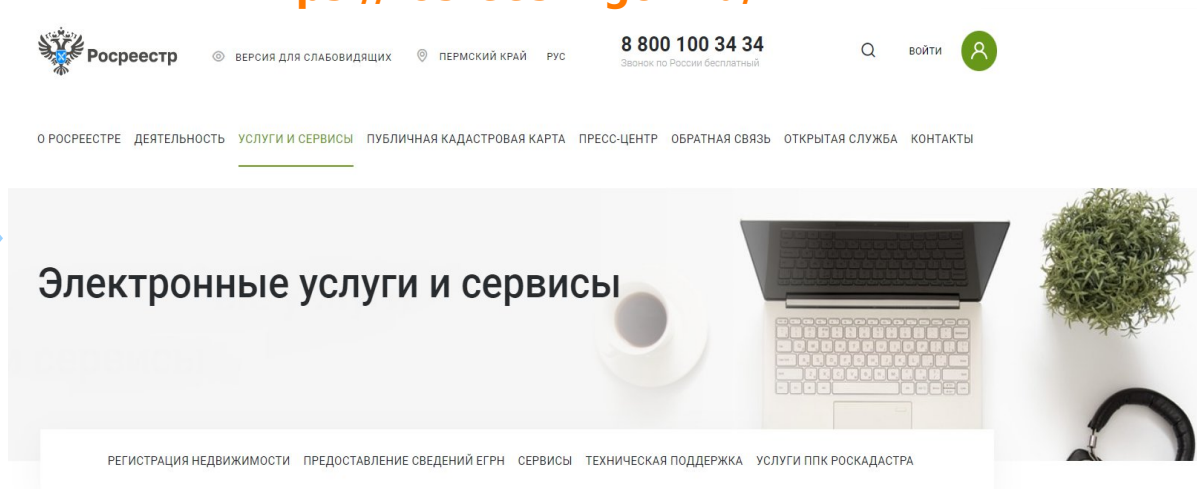 Росреестр
ВЕРСИЯ ДЛЯ СЛАБОВИДЯЩИХ ПЕРМСКИЙ КРАЙ РУС
8 800 100 34 34
Звонок по России бесплатный
ВОЙТИ
О РОСРЕЕСТРЕ ДЕЯТЕЛЬНОСТЬ УСЛУГИ И СЕРВИСЫ ПУБЛИЧНАЯ КАДАСТРОВАЯ КАРТА ПРЕСС-ЦЕНТР ОБРАТНАЯ СВЯЗЬ ОТКРЫТАЯ СЛУЖБА КОНТАКТЫ
Электронные услуги и сервисы
РЕГИСТРАЦИЯ НЕДВИЖИМОСТИ ПРЕДОСТАВЛЕНИЕ СВЕДЕНИЙ ЕГРН СЕРВИСЫ ТЕХНИЧЕСКАЯ ПОДДЕРЖКА УСЛУГИ ППК РОСКАДАСТРА